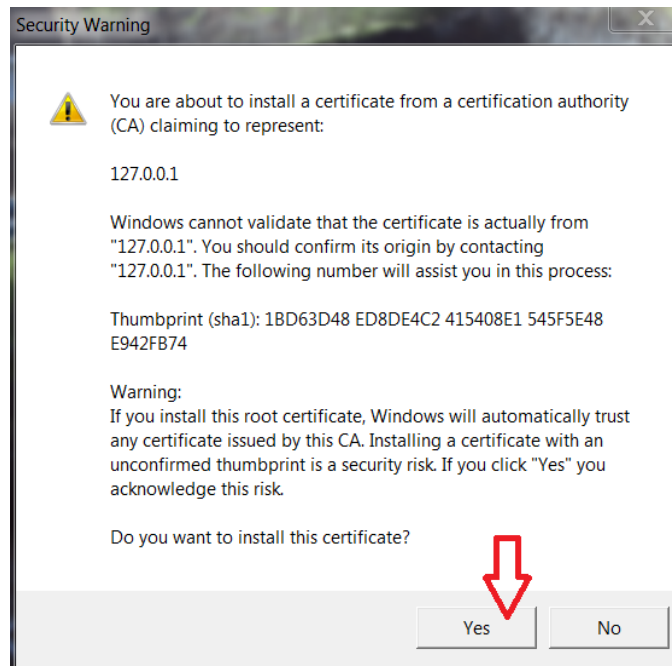 Security Warning
You are about to install a certificate from a certification authority
(CA) claiming to represent:
127.0.0.1
Windows cannot validate that the certificate is actually from
"127.0.0.1". You should confirm its origin by contacting
"127.0.0.1". The following number will assist you in this process:
Thumbprint (sha1): 1BD63D48 ED8DE4C2 415408E1 545F5E48
E942FB74
Warning:
If you install this root certificate, Windows will automatically trust
any certificate issued by this CA. Installing a certificate with an
unconfirmed thumbprint is a security risk. If you click "Yes" you
acknowledge this risk.
Do you want to install this certificate?
Yes No